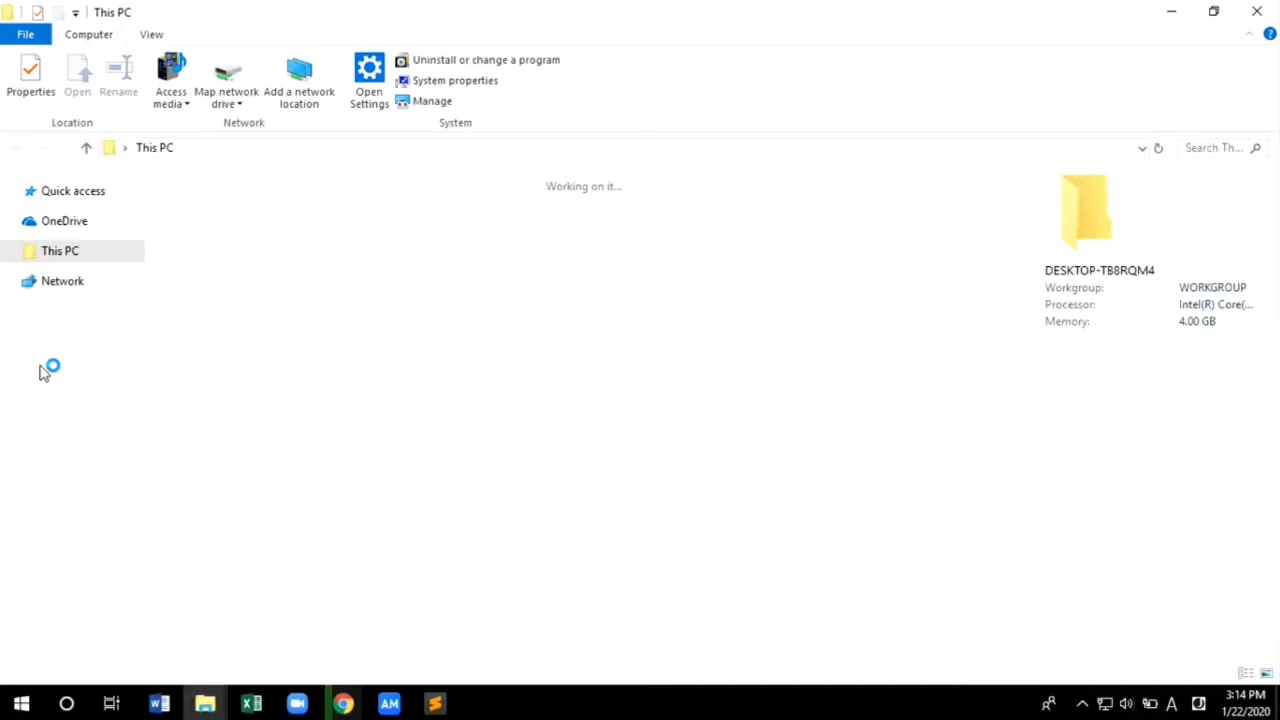 This PC
File
Computer
View
Properties
Open
Rename
Access media
Map network drive
Add a network location
Open Settings
Uninstall or change a program
System properties
Manage
Location
Network
System
This PC
Search Th...
Quick access
OneDrive
This PC
Network
Working on it...
DESKTOP-TB8RQM4
Workgroup: WORKGROUP
Processor: Intel(R) Core(...
Memory: 4.00 GB
AM
A
3:14 PM
1/22/2020